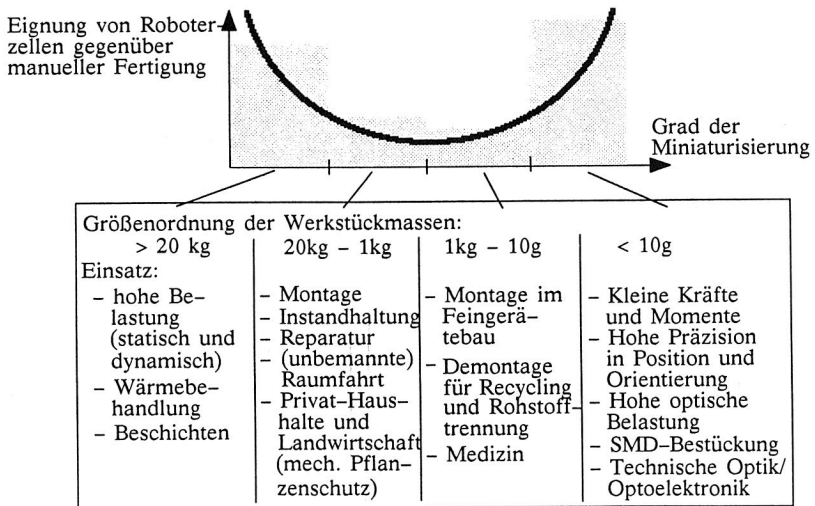 Eignung von Roboter-
zellen gegenüber
manueller Fertigung
Grad der
Miniaturisierung
Größenordnung der Werkstückmassen:
> 20 kg
Einsatz:
- hohe Be-
lastung
(statisch und
dynamisch)
- Wärmebe-
handlung
- Beschichten
20kg - 1kg
- Montage
- Instandhaltung
- Reparatur
- (unbemannte)
Raumfahrt
- Privat-Haus-
halte und
Landwirtschaft
(mech. Pflan-
zenschutz)
1kg - 10g
- Montage im
Feingerä-
tebau
- Demontage
für Recycling
und Rohstoff-
trennung
- Medizin
< 10g
- Kleine Kräfte
und Momente
- Hohe Präzision
in Position und
Orientierung
- Hohe optische
Belastung
- SMD-Bestückung
- Technische Optik/
Optoelektronik